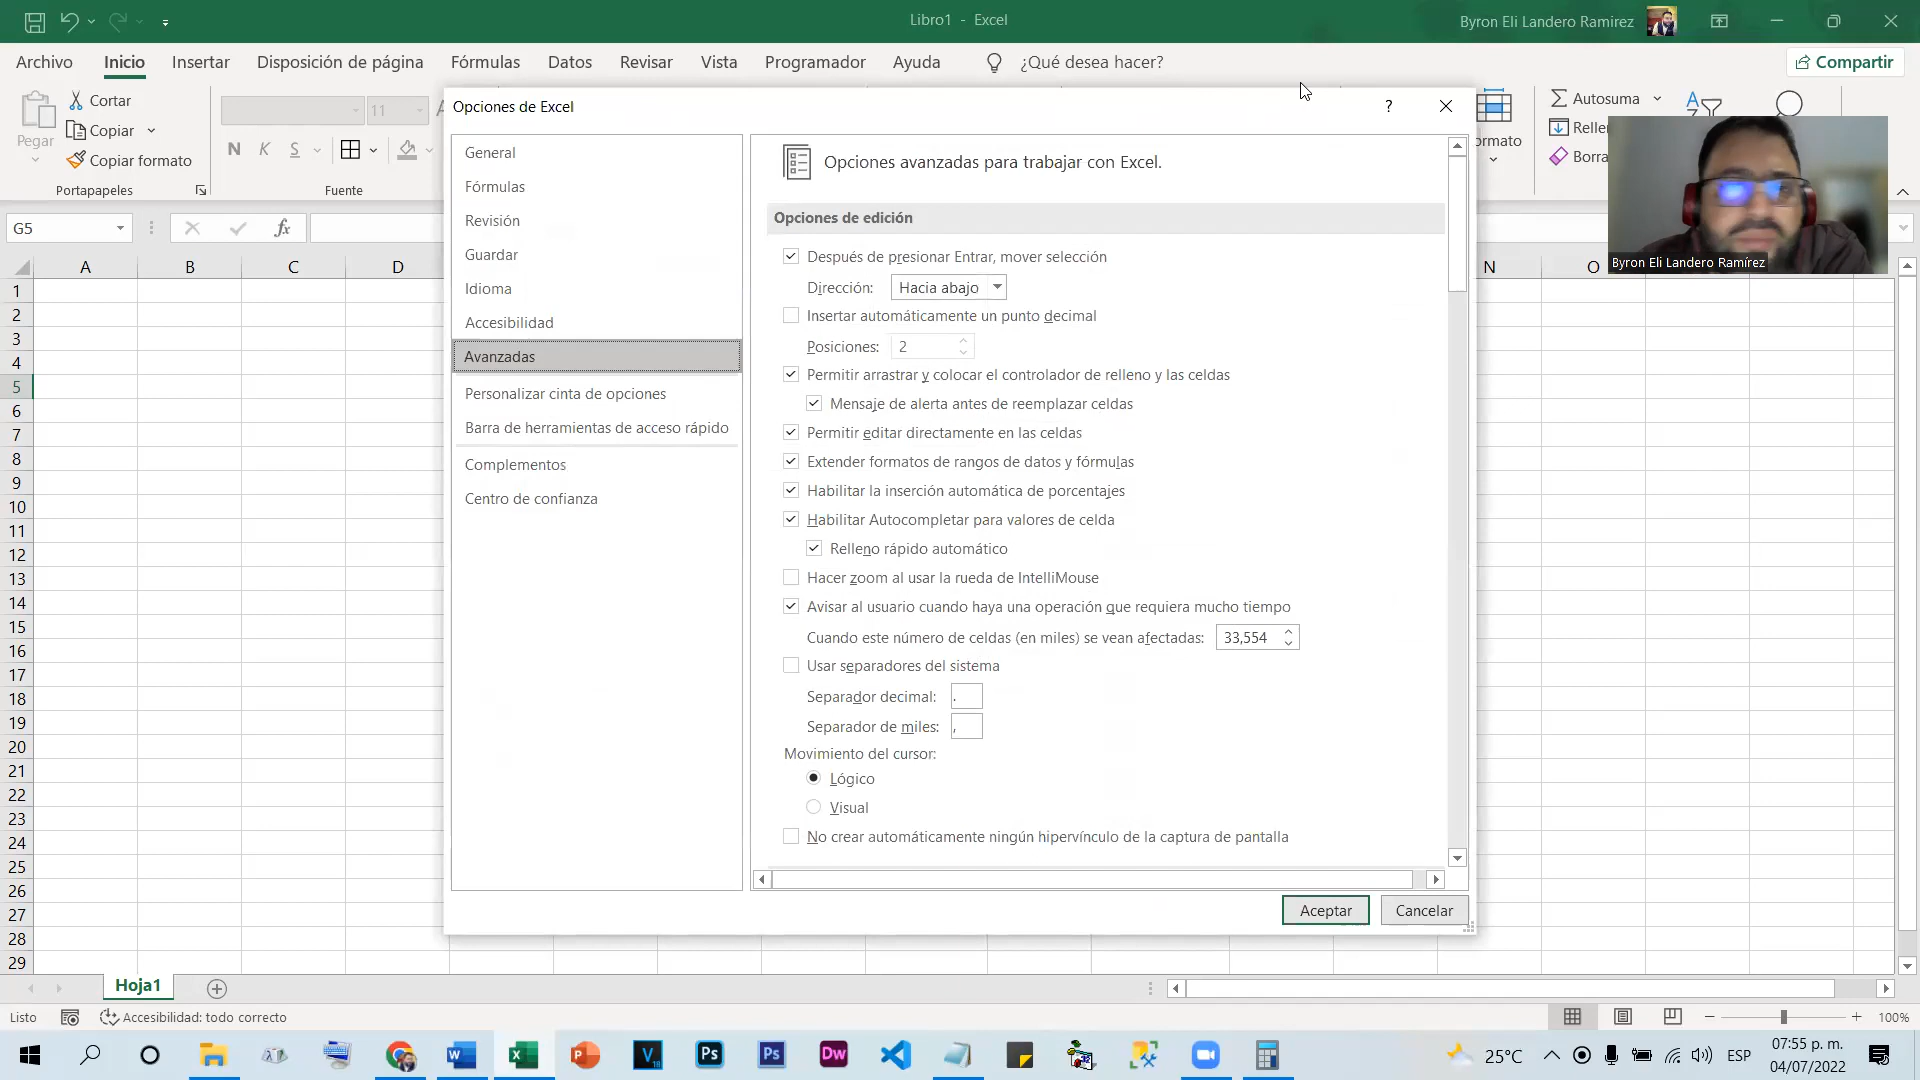 Libro1 - Excel
Byron Eli Landero Ramirez
Archivo Inicio Insertar Disposición de página Fórmulas Datos Revisar Vista Programador Ayuda ¿Qué desea hacer? Compartir
Pegar
Cortar
Copiar
Copiar formato
Portapapeles
11
N K S
Fuente
Autosuma
Relle
Borra
ormato
G5
fx
A B C D N O
Byron Eli Landero Ramírez
Opciones de Excel
?
General
Fórmulas
Revisión
Guardar
Idioma
Accesibilidad
Avanzadas
Personalizar cinta de opciones
Barra de herramientas de acceso rápido
Complementos
Centro de confianza
Opciones avanzadas para trabajar con Excel.
Opciones de edición
Después de presionar Entrar, mover selección
Dirección: Hacia abajo
Insertar automáticamente un punto decimal
Posiciones: 2
Permitir arrastrar y colocar el controlador de relleno y las celdas
Mensaje de alerta antes de reemplazar celdas
Permitir editar directamente en las celdas
Extender formatos de rangos de datos y fórmulas
Habilitar la inserción automática de porcentajes
Habilitar Autocompletar para valores de celda
Relleno rápido automático
Hacer zoom al usar la rueda de IntelliMouse
Avisar al usuario cuando haya una operación que requiera mucho tiempo
Cuando este número de celdas (en miles) se vean afectadas: 33,554
Usar separadores del sistema
Separador decimal: .
Separador de miles: ,
Movimiento del cursor:
Lógico
Visual
No crear automáticamente ningún hipervínculo de la captura de pantalla
Aceptar Cancelar
1
2
3
4
5
6
7
8
9
10
11
12
13
14
15
16
17
18
19
20
21
22
23
24
25
26
27
28
29
Hoja1
Listo
Accesibilidad: todo correcto
100%
25°C
ESP
07:55 p. m.
04/07/2022